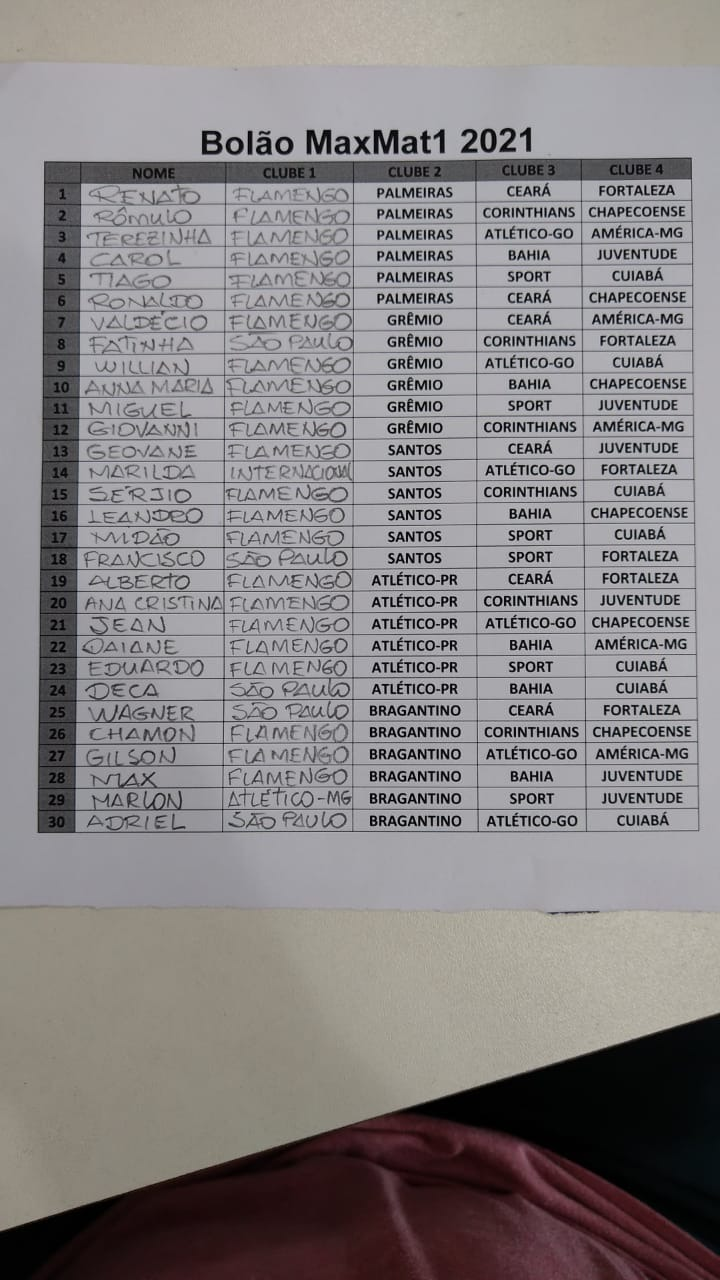 Bolão MaxMat1 2021
NOME CLUBE 1 CLUBE 2 CLUBE 3 CLUBE 4
1 RENATO FLAMENGO PALMEIRAS CEARÁ FORTALEZA
2 RÔMULO FLAMENGO PALMEIRAS CORINTHIANS CHAPECOENSE
3 TEREZINHA FLAMENGO PALMEIRAS ATLÉTICO-GO AMÉRICA-MG
4 CAROL FLAMENGO PALMEIRAS BAHIA JUVENTUDE
5 TIAGO FLAMENGO PALMEIRAS SPORT CUIABÁ
6 RONALDO FLAMENGO PALMEIRAS CEARÁ CHAPECOENSE
7 VALDÉCIO FLAMENGO GRÊMIO CEARÁ AMÉRICA-MG
8 FATINHA SÃO PAULO GRÊMIO CORINTHIANS FORTALEZA
9 WILLIAN FLAMENGO GRÊMIO ATLÉTICO-GO CUIABÁ
10 ANNA MARIA FLAMENGO GRÊMIO BAHIA CHAPECOENSE
11 MIGUEL FLAMENGO GRÊMIO SPORT JUVENTUDE
12 GIOVANNI FLAMENGO GRÊMIO CORINTHIANS AMÉRICA-MG
13 GEOVANE FLAMENGO SANTOS CEARÁ JUVENTUDE
14 MARILDA INTERNACIONAL SANTOS ATLÉTICO-GO FORTALEZA
15 SÉRJIO FLAMENGO SANTOS CORINTHIANS CUIABÁ
16 LEANDRO FLAMENGO SANTOS BAHIA CHAPECOENSE
17 MIDÃO FLAMENGO SANTOS SPORT CUIABÁ
18 FRANCISCO SÃO PAULO SANTOS SPORT FORTALEZA
19 ALBERTO FLAMENGO ATLÉTICO-PR CEARÁ FORTALEZA
20 ANA CRISTINA FLAMENGO ATLÉTICO-PR CORINTHIANS JUVENTUDE
21 JEAN FLAMENGO ATLÉTICO-PR ATLÉTICO-GO CHAPECOENSE
22 DAIANE FLAMENGO ATLÉTICO-PR BAHIA AMÉRICA-MG
23 EDUARDO FLAMENGO ATLÉTICO-PR SPORT CUIABÁ
24 DECA SÃO PAULO ATLÉTICO-PR BAHIA CUIABÁ
25 WAGNER SÃO PAULO BRAGANTINO CEARÁ FORTALEZA
26 CHAMON FLAMENGO BRAGANTINO CORINTHIANS CHAPECOENSE
27 GILSON FLAMENGO BRAGANTINO ATLÉTICO-GO AMÉRICA-MG
28 MAX FLAMENGO BRAGANTINO BAHIA JUVENTUDE
29 MARLON ATLÉTICO-MG BRAGANTINO SPORT JUVENTUDE
30 ADRIEL SÃO PAULO BRAGANTINO ATLÉTICO-GO CUIABÁ